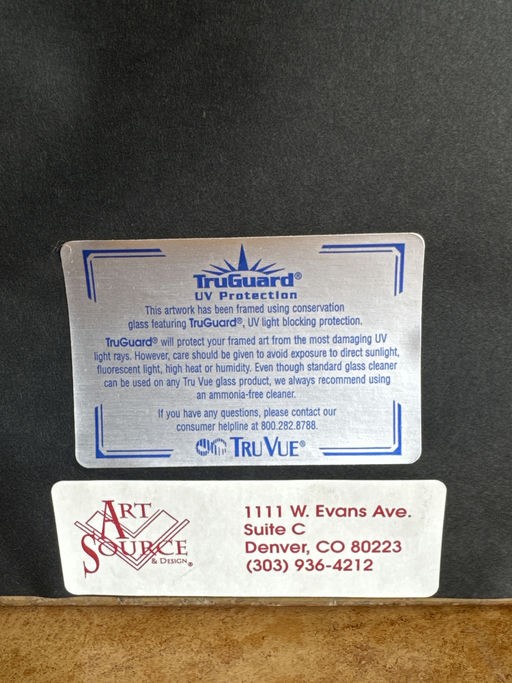 TruGuard®
UV Protection
This artwork has been framed using conservation
glass featuring TruGuard®, UV light blocking protection.
TruGuard® will protect your framed art from the most damaging UV
light rays. However, care should be given to avoid exposure to direct sunlight,
fluorescent light, high heat or humidity. Even though standard glass cleaner
can be used on any Tru Vue glass product, we always recommend using
an ammonia-free cleaner.
If you have any questions, please contact our
consumer helpline at 800.282.8788.
TRU VUE®
ART
SOURCE
& DESIGN®
1111 W. Evans Ave.
Suite C
Denver, CO 80223
(303) 936-4212